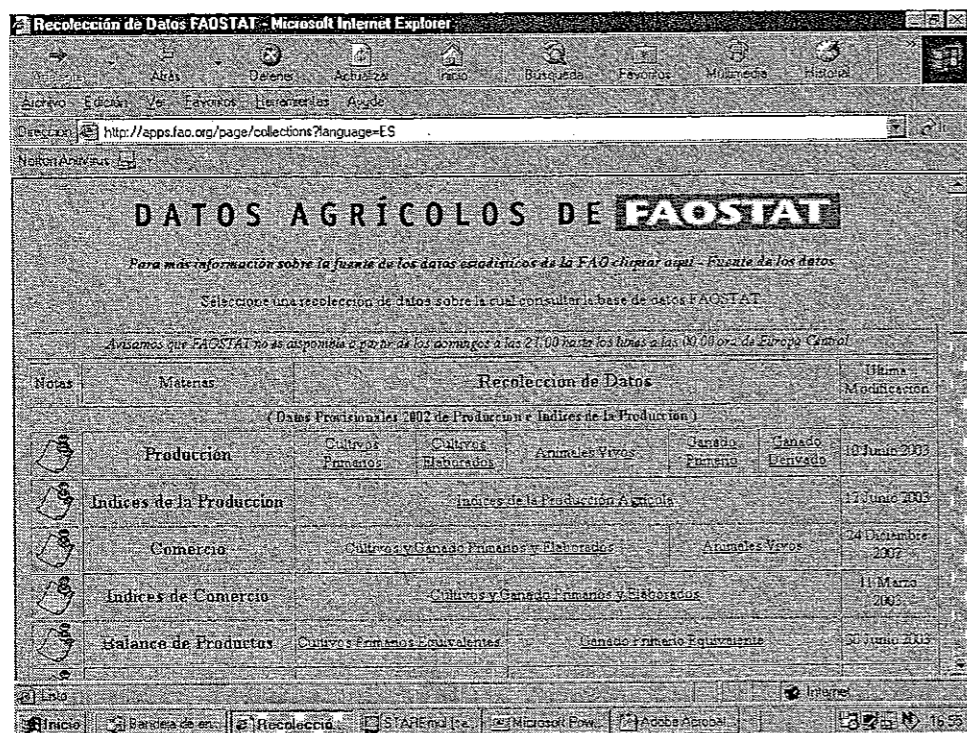 Recolección de Datos FAOSTAT - Microsoft Internet Explorer
Atrás Detener Actualizar Inicio Búsqueda Favoritos Multimedia Historial
Archivo Edición Ver Favoritos Herramientas Ayuda
Dirección http://apps.fao.org/page/collections?language=ES
Norton AntiVirus
DATOS AGRÍCOLOS DE FAOSTAT
Para más información sobre la fuente de los datos estadísticos de la FAO cliquear aquí - Fuente de los datos
Seleccione una recolección de datos sobre la cual consultar la base de datos FAOSTAT
Avisamos que FAOSTAT no es disponible a partir de los domingos a las 21:00 hasta los lunes a las 00:00 ora de Europa Central
Notas Materias Recolección de Datos Ultima Modificación
( Datos Provisionales 2002 de Produccion e Indices de la Produccion )
Producción Cultivos Primarios Cultivos Elaborados Animales Vivos Ganado Primario Ganado Derivado 10 Junio 2003
Indices de la Produccion Indices de la Producción Agrícola 12 Junio 2003
Comercio Cultivos y Ganado Primarios y Elaborados Animales Vivos 24 Diciembre
Indices de Comercio Cultivos y Ganado Primarios y Elaborados 11 Marzo 2003
Balance de Productos Cultivos Primarios Equivalentes Ganado Primario Equivalente 30 Junio 2003
Listo Internet
Inicio Bandeja de en... Recolecció... Microsoft Pow... Adobe Acrobat 16:55